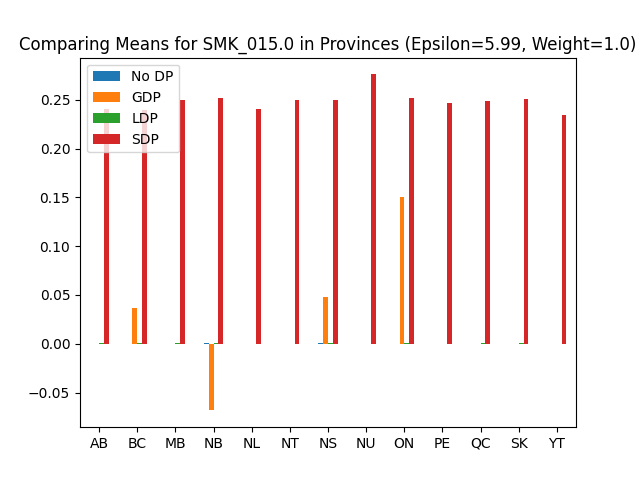 Comparing Means for SMK_015.0 in Provinces (Epsilon=5.99, Weight=1.0)
No DP
GDP
LDP
SDP
0.25
0.20
0.15
0.10
0.05
0.00
−0.05
AB BC MB NB NL NT NS NU ON PE QC SK YT